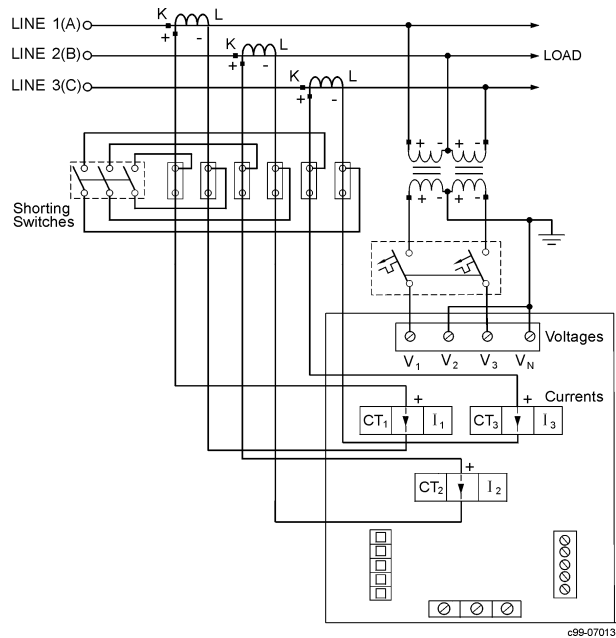 K L
LINE 1(A)
+ -
K L
LINE 2(B)
LOAD
+ -
K L
LINE 3(C)
+ -
+ - + -
Shorting
Switches
+ - + -
Voltages
V1 V2 V3 VN
+ +
Currents
CT1 I1 CT3 I3
+
CT2 I2
c99-07013